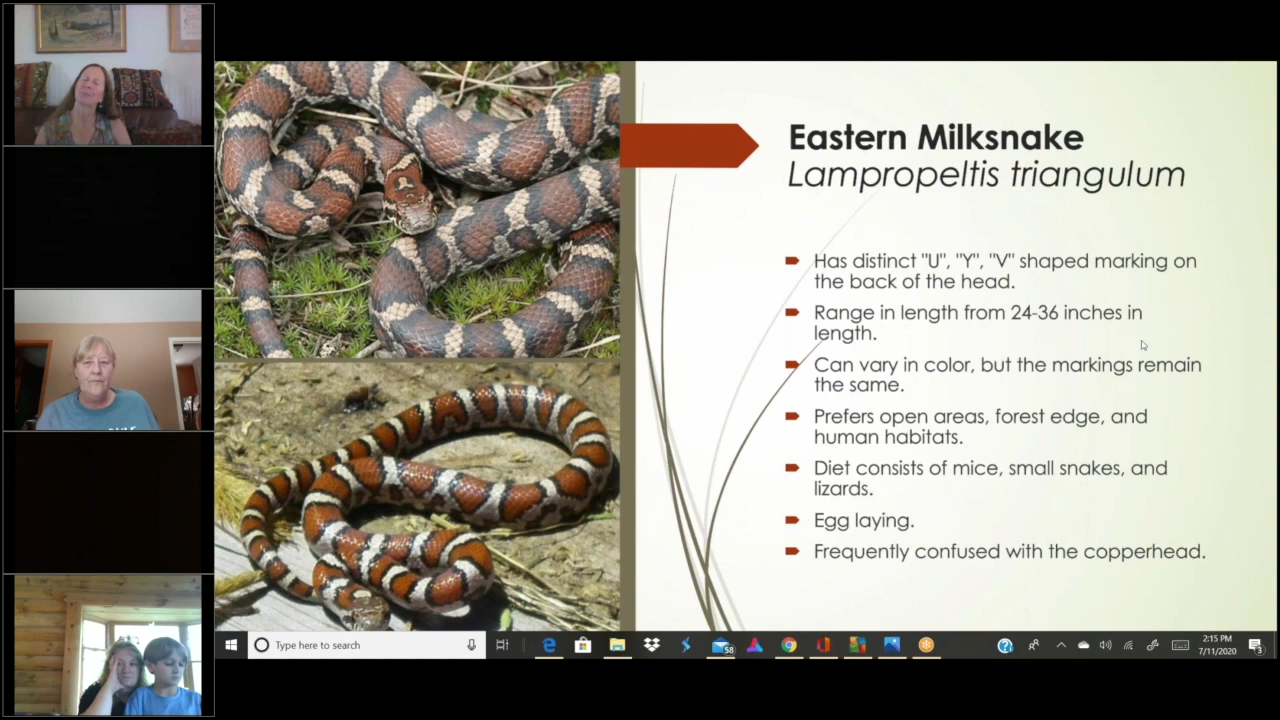 Eastern Milksnake
Lampropeltis triangulum
Has distinct "U", "Y", "V" shaped marking on
the back of the head.
Range in length from 24-36 inches in
length.
Can vary in color, but the markings remain
the same.
Prefers open areas, forest edge, and
human habitats.
Diet consists of mice, small snakes, and
lizards.
Egg laying.
Frequently confused with the copperhead.
Type here to search
58
2:15 PM
7/11/2020
3